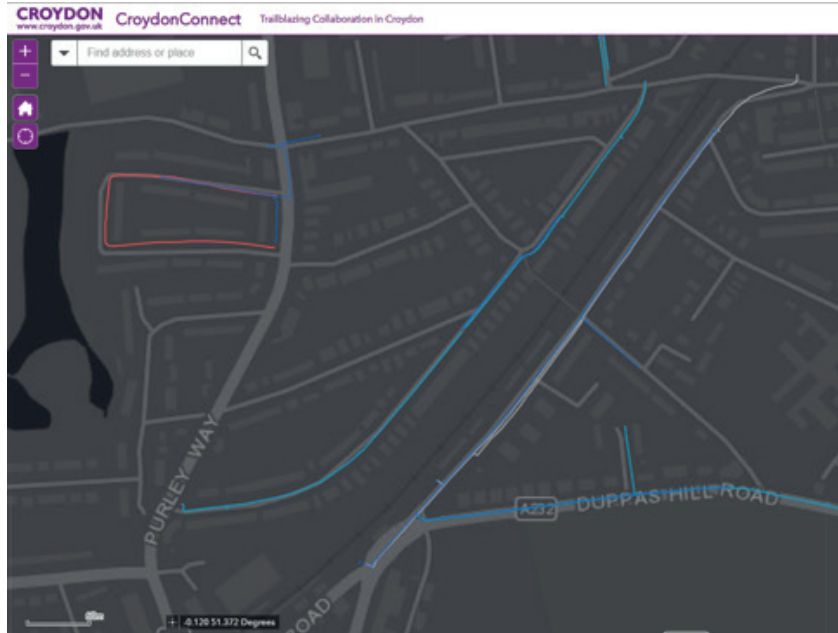 CROYDON
www.croydon.gov.uk
CroydonConnect
Trailblazing Collaboration in Croydon
+
Find address or place
−
PURLEY WAY
A232
DUPPAS HILL ROAD
ROAD
60m
-0.120 51.372 Degrees